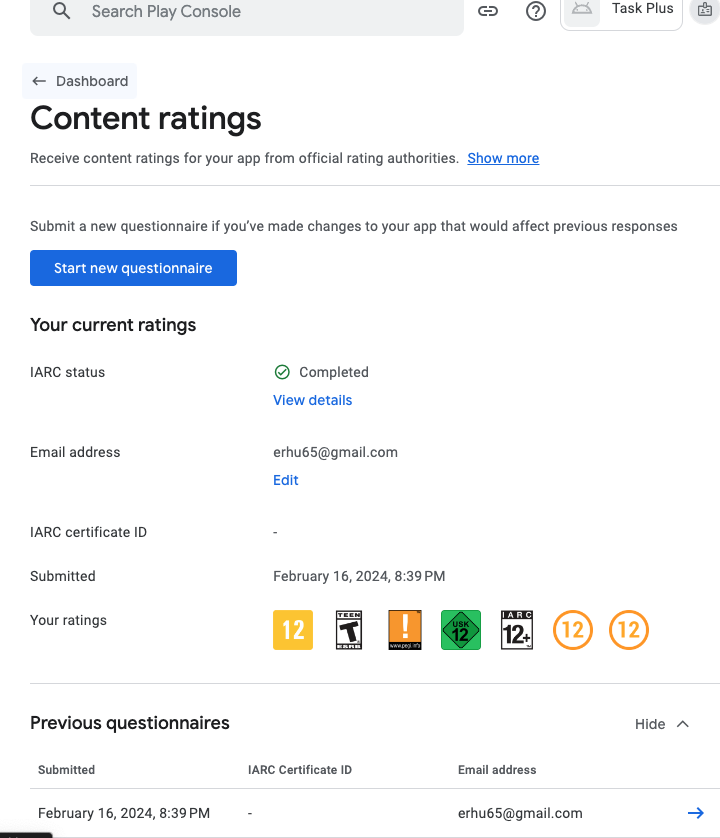 Search Play Console
Task Plus
Dashboard
Content ratings
Receive content ratings for your app from official rating authorities. Show more
Submit a new questionnaire if you’ve made changes to your app that would affect previous responses
Start new questionnaire
Your current ratings
IARC status
Completed
View details
Email address
erhu65@gmail.com
Edit
IARC certificate ID
-
Submitted
February 16, 2024, 8:39 PM
Your ratings
12
TEEN
T
ESRB
!
www.pegi.info
USK
12
IARC
12+
12
12
Previous questionnaires
Hide
Submitted IARC Certificate ID Email address
February 16, 2024, 8:39 PM - erhu65@gmail.com